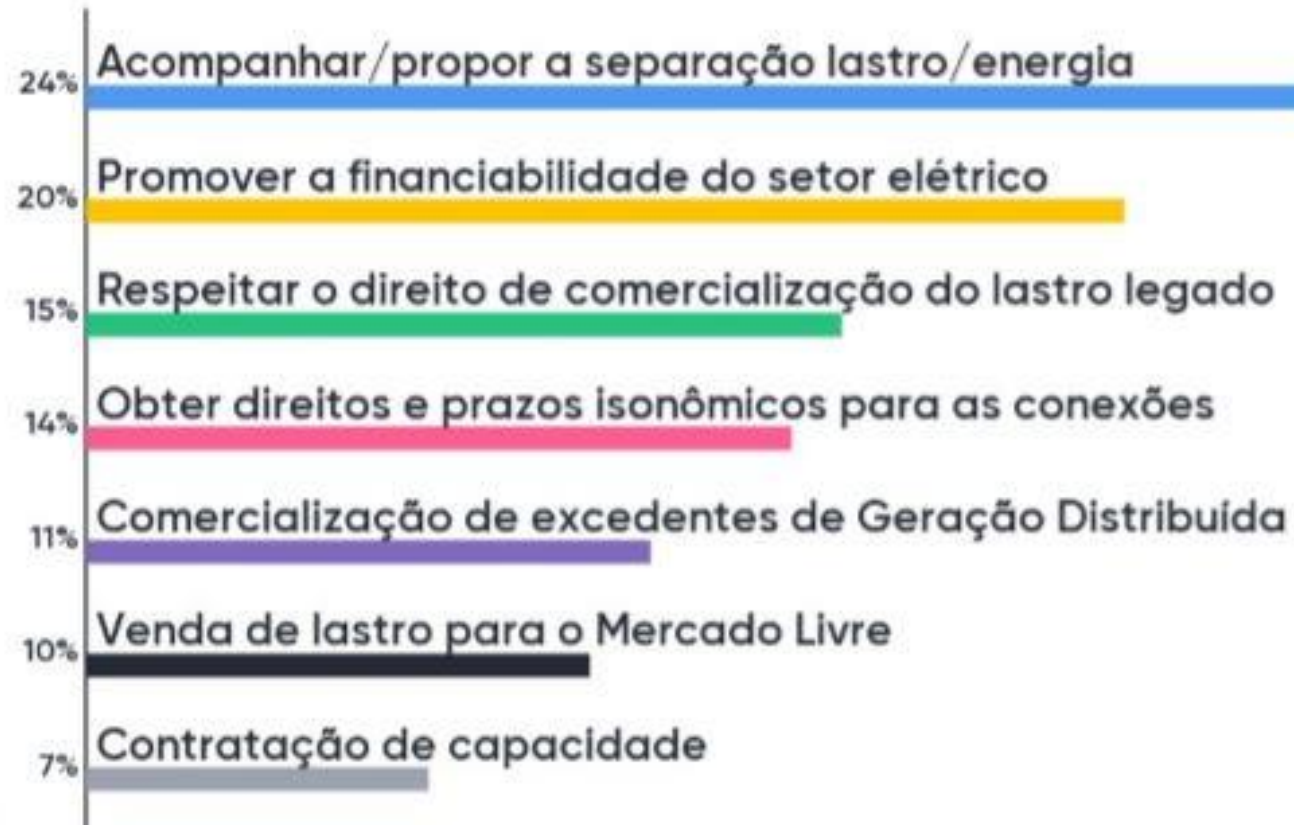 Acompanhar/propor a separação lastro/energia
24%
Promover a financiabilidade do setor elétrico
20%
Respeitar o direito de comercialização do lastro legado
15%
Obter direitos e prazos isonômicos para as conexões
14%
Comercialização de excedentes de Geração Distribuída
11%
Venda de lastro para o Mercado Livre
10%
Contratação de capacidade
7%